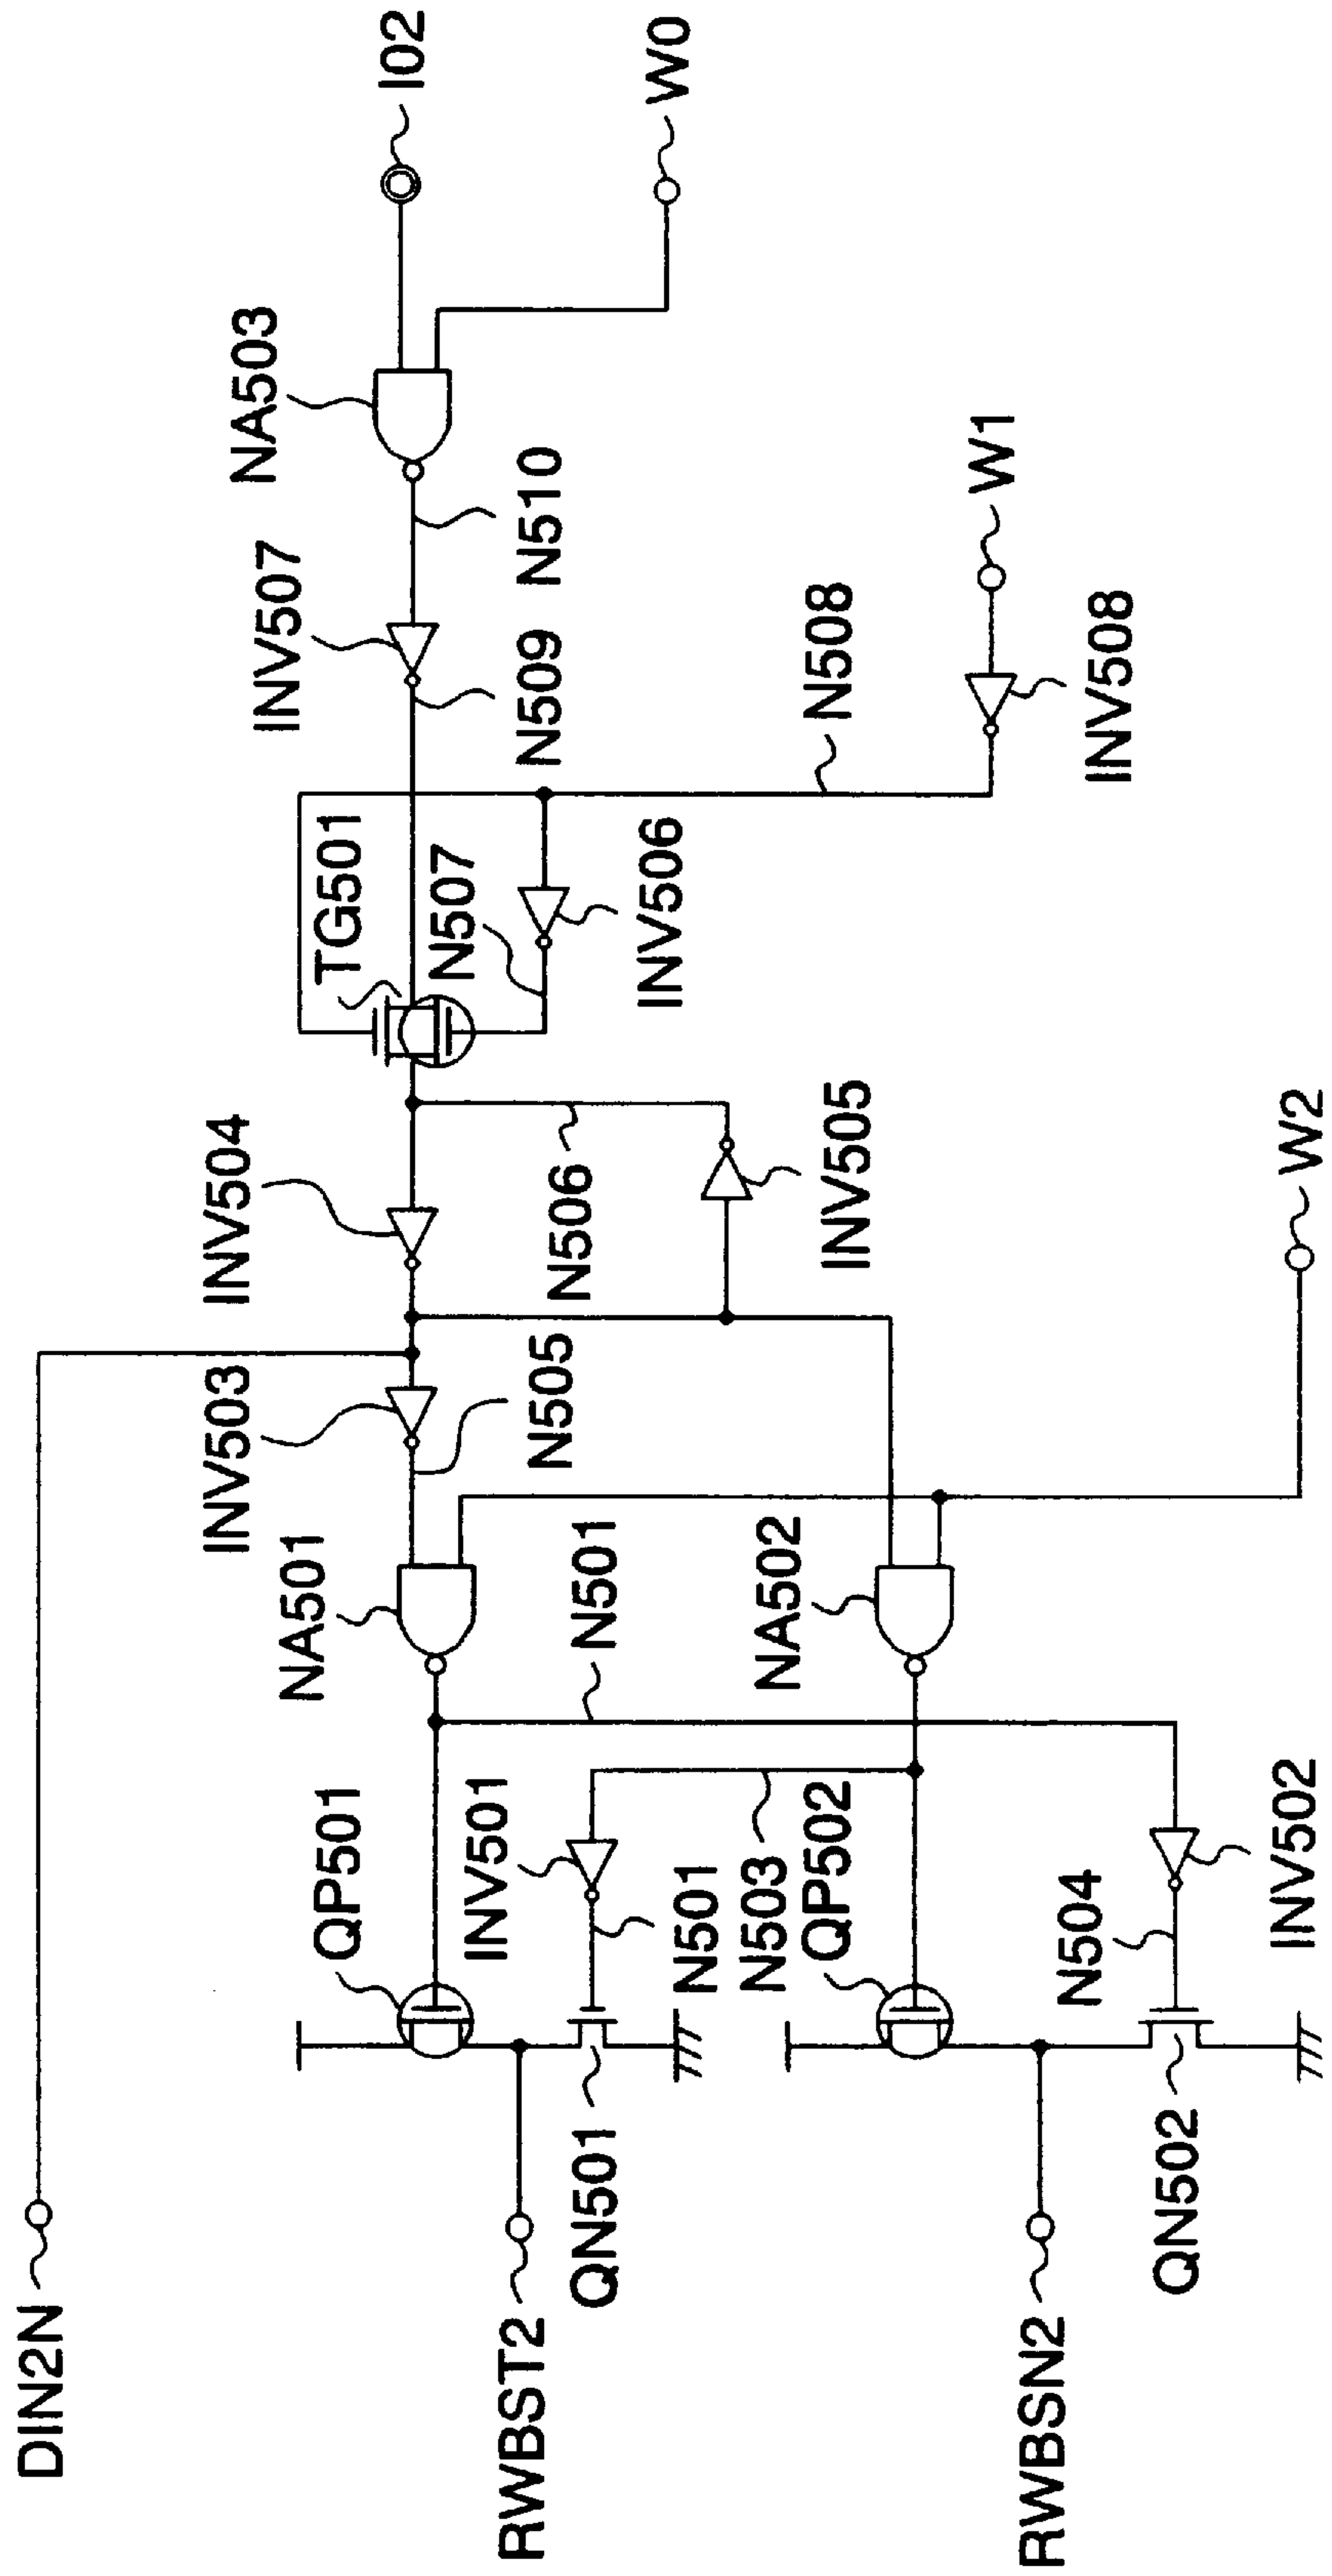 DIN2N
RWBST2
RWBSN2
QP501
QN501
INV501
N501
N503
QP502
QN502
N504
INV502
NA501
N501
NA502
INV503
N505
INV504
N506
INV505
W2
TG501
N507
INV506
N508
INV507
N509
N510
NA503
W1
INV508
I02
W0